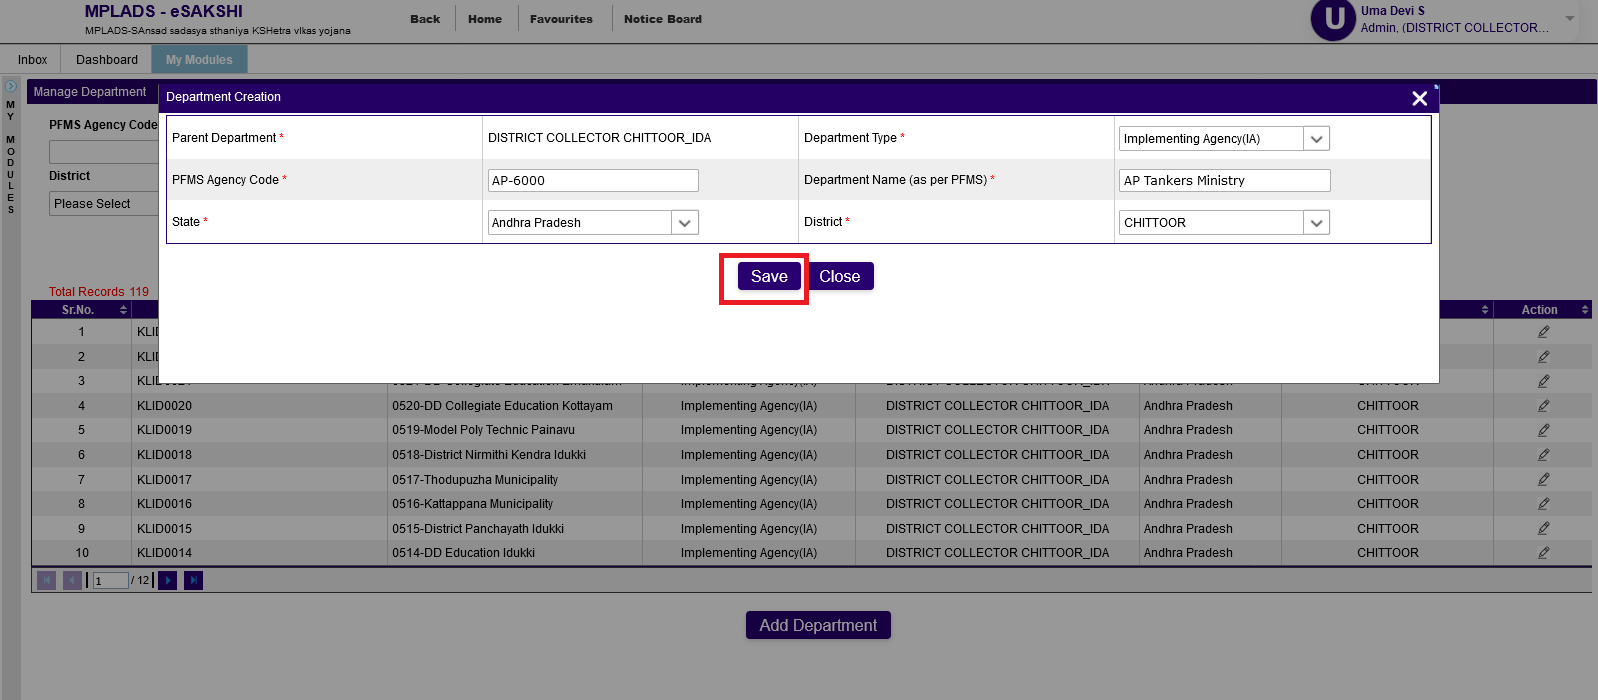 MPLADS - eSAKSHI
MPLADS-SAnsad sadasya sthaniya KSHetra vIkas yojana
Back Home Favourites Notice Board
U
Uma Devi S
Admin, (DISTRICT COLLECTOR...
Inbox Dashboard My Modules
MY MODULES
Manage Department
PFMS Agency Code
District
Please Select
Department Creation
Parent Department * DISTRICT COLLECTOR CHITTOOR_IDA Department Type * Implementing Agency(IA)
PFMS Agency Code * AP-6000 Department Name (as per PFMS) * AP Tankers Ministry
State * Andhra Pradesh District * CHITTOOR
Save Close
Total Records 119
Sr.No. Action
1
2
3
4 KLID0020 0520-DD Collegiate Education Kottayam Implementing Agency(IA) DISTRICT COLLECTOR CHITTOOR_IDA Andhra Pradesh CHITTOOR
5 KLID0019 0519-Model Poly Technic Painavu Implementing Agency(IA) DISTRICT COLLECTOR CHITTOOR_IDA Andhra Pradesh CHITTOOR
6 KLID0018 0518-District Nirmithi Kendra Idukki Implementing Agency(IA) DISTRICT COLLECTOR CHITTOOR_IDA Andhra Pradesh CHITTOOR
7 KLID0017 0517-Thodupuzha Municipality Implementing Agency(IA) DISTRICT COLLECTOR CHITTOOR_IDA Andhra Pradesh CHITTOOR
8 KLID0016 0516-Kattappana Municipality Implementing Agency(IA) DISTRICT COLLECTOR CHITTOOR_IDA Andhra Pradesh CHITTOOR
9 KLID0015 0515-District Panchayath Idukki Implementing Agency(IA) DISTRICT COLLECTOR CHITTOOR_IDA Andhra Pradesh CHITTOOR
10 KLID0014 0514-DD Education Idukki Implementing Agency(IA) DISTRICT COLLECTOR CHITTOOR_IDA Andhra Pradesh CHITTOOR
1 / 12
Add Department